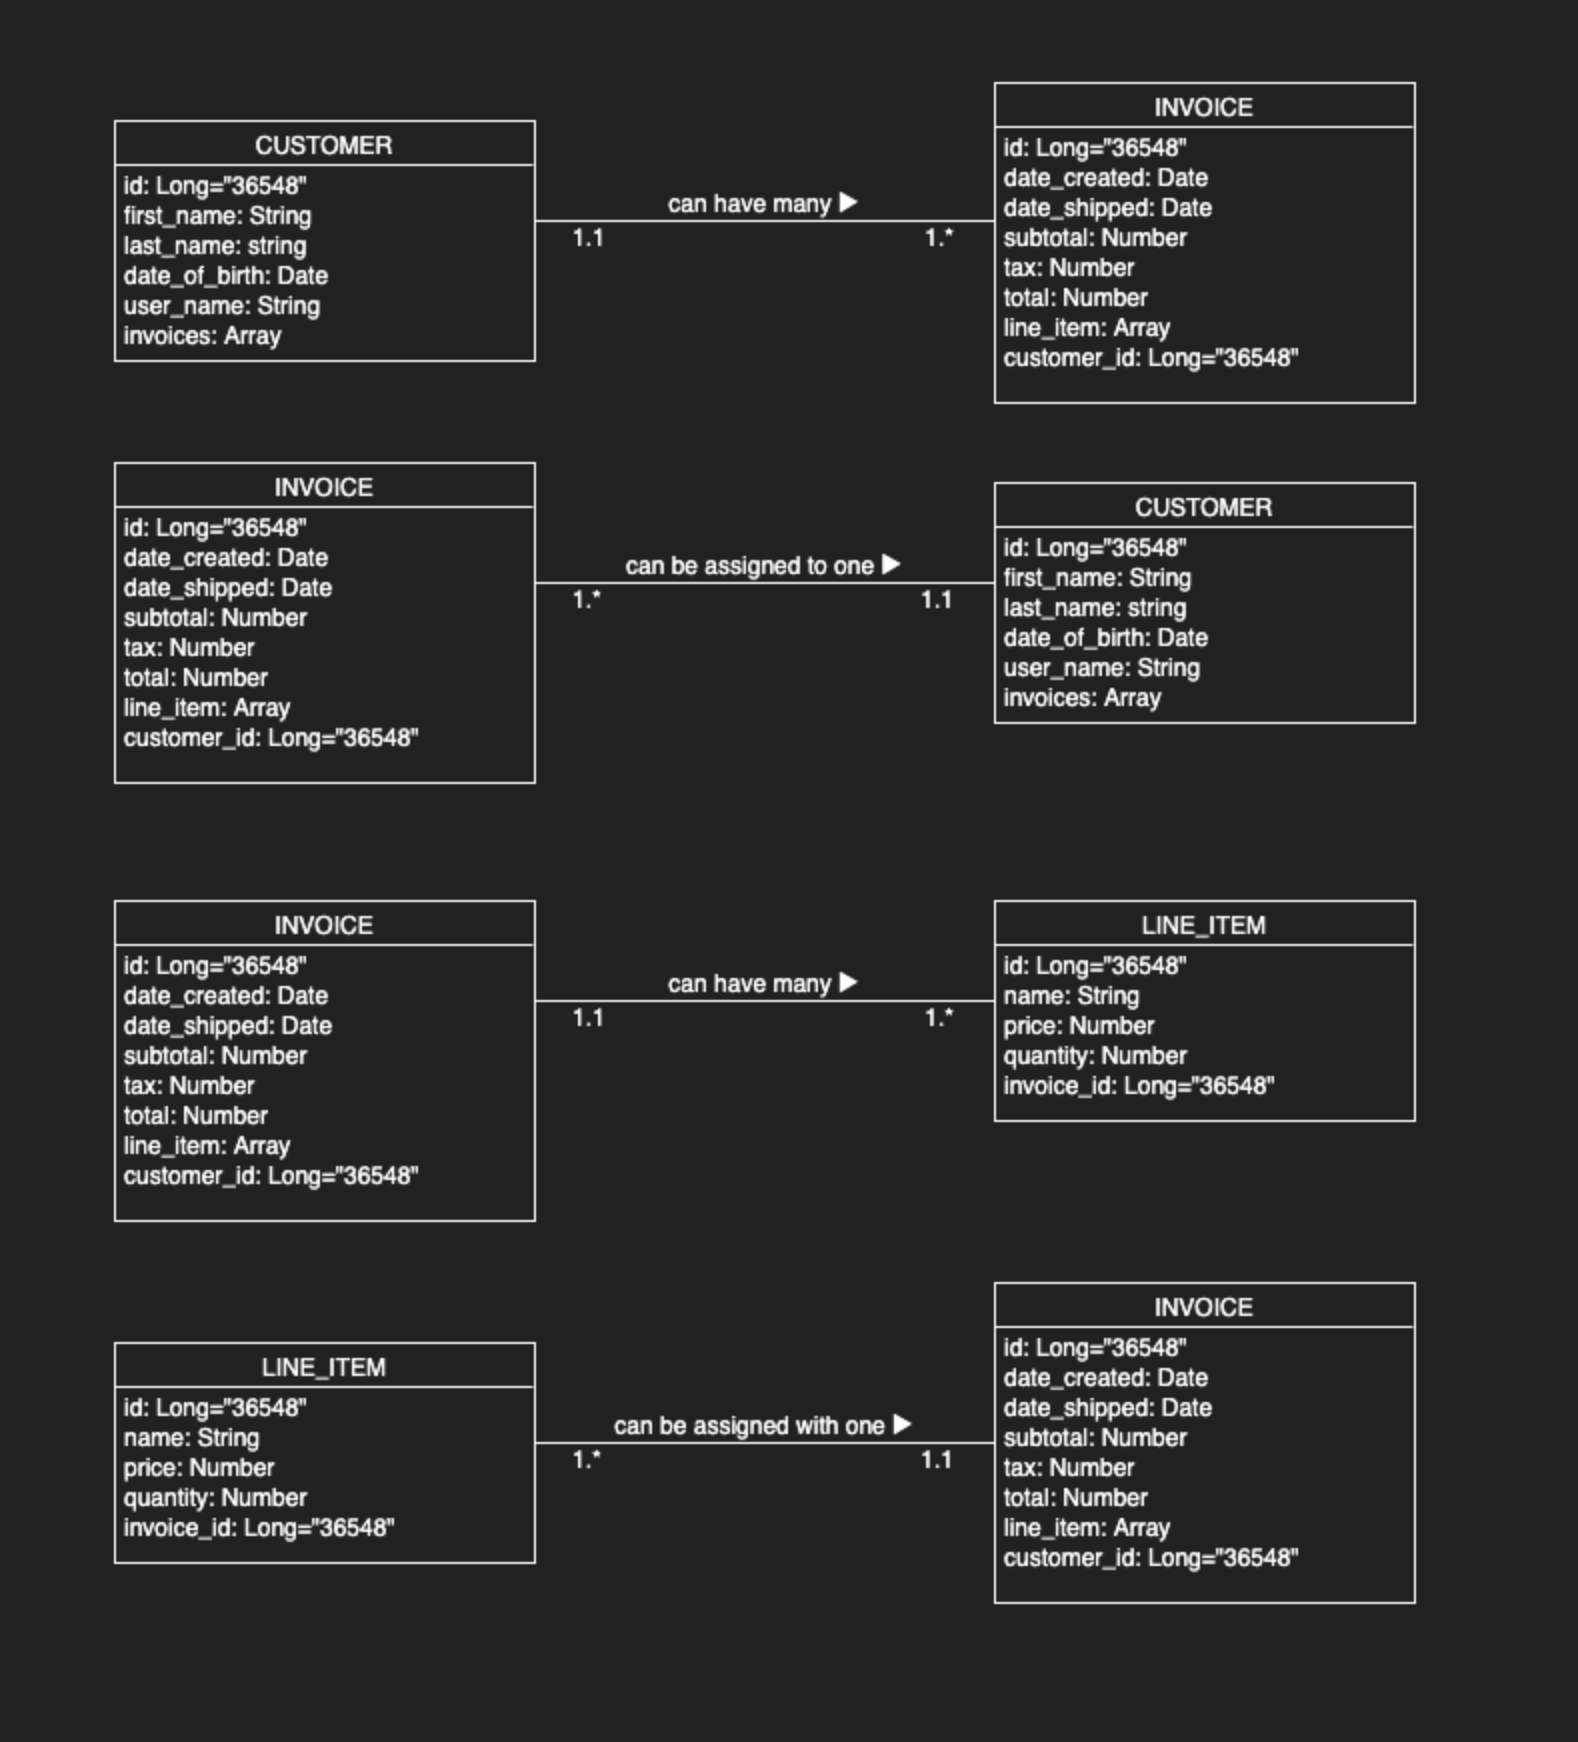 CUSTOMER
id: Long="36548"
first_name: String
last_name: string
date_of_birth: Date
user_name: String
invoices: Array
can have many ▶
1.1
1.*
INVOICE
id: Long="36548"
date_created: Date
date_shipped: Date
subtotal: Number
tax: Number
total: Number
line_item: Array
customer_id: Long="36548"
INVOICE
id: Long="36548"
date_created: Date
date_shipped: Date
subtotal: Number
tax: Number
total: Number
line_item: Array
customer_id: Long="36548"
can be assigned to one ▶
1.*
1.1
CUSTOMER
id: Long="36548"
first_name: String
last_name: string
date_of_birth: Date
user_name: String
invoices: Array
INVOICE
id: Long="36548"
date_created: Date
date_shipped: Date
subtotal: Number
tax: Number
total: Number
line_item: Array
customer_id: Long="36548"
can have many ▶
1.1
1.*
LINE_ITEM
id: Long="36548"
name: String
price: Number
quantity: Number
invoice_id: Long="36548"
LINE_ITEM
id: Long="36548"
name: String
price: Number
quantity: Number
invoice_id: Long="36548"
can be assigned with one ▶
1.*
1.1
INVOICE
id: Long="36548"
date_created: Date
date_shipped: Date
subtotal: Number
tax: Number
total: Number
line_item: Array
customer_id: Long="36548"